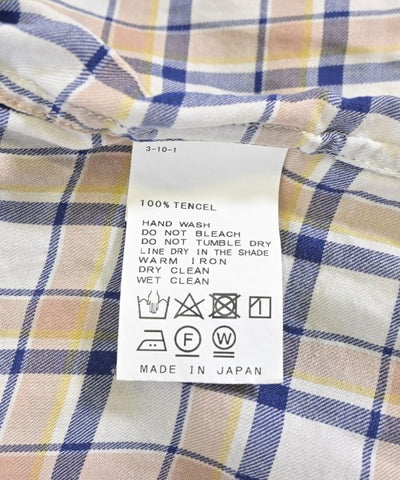 3-10-1
100% TENCEL
HAND WASH
DO NOT BLEACH
DO NOT TUMBLE DRY
LINE DRY IN THE SHADE
WARM IRON
DRY CLEAN
WET CLEAN
F W
MADE IN JAPAN